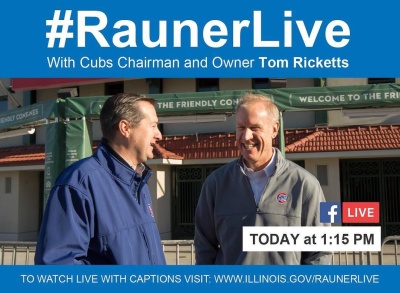 #RaunerLive
With Cubs Chairman and Owner Tom Ricketts
THE FRIENDLY CONFINES
WELCOME TO THE FRIENDLY
f LIVE
TODAY at 1:15 PM
TO WATCH LIVE WITH CAPTIONS VISIT: WWW.ILLINOIS.GOV/RAUNERLIVE